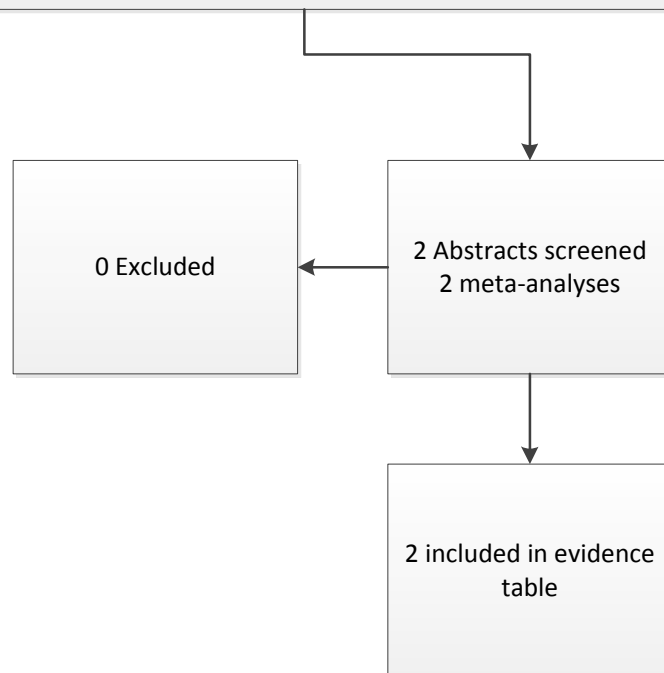 0 Excluded
2 Abstracts screened
2 meta-analyses
2 included in evidence
table